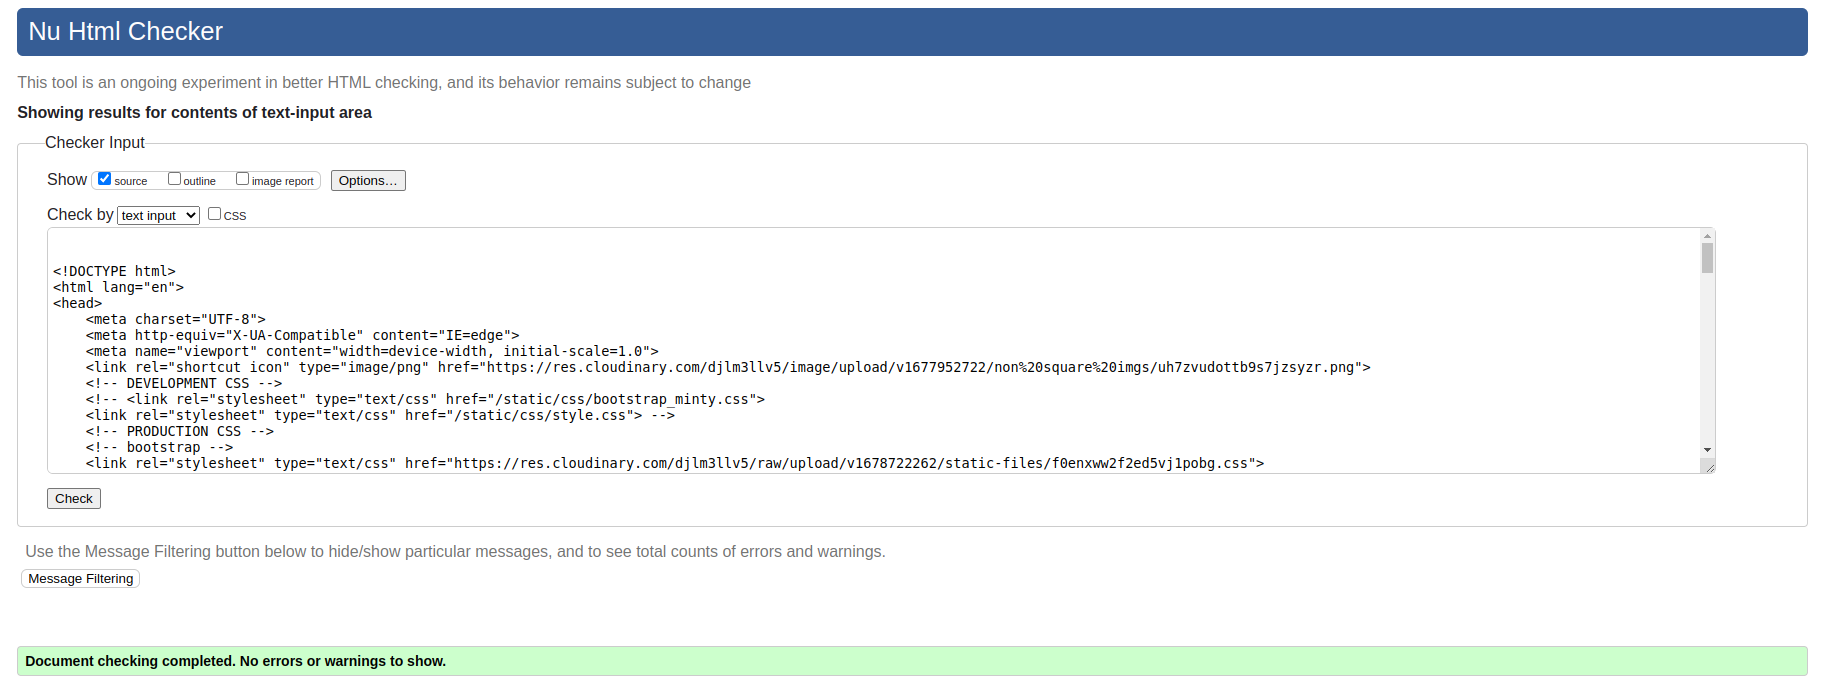 Nu Html Checker
This tool is an ongoing experiment in better HTML checking, and its behavior remains subject to change
Showing results for contents of text-input area
Checker Input
Show source outline image report Options...
Check by text input CSS
<!DOCTYPE html>
<html lang="en">
<head>
    <meta charset="UTF-8">
    <meta http-equiv="X-UA-Compatible" content="IE=edge">
    <meta name="viewport" content="width=device-width, initial-scale=1.0">
    <link rel="shortcut icon" type="image/png" href="https://res.cloudinary.com/djlm3llv5/image/upload/v1677952722/non%20square%20imgs/uh7zvudottb9s7jzsyzr.png">
    <!-- DEVELOPMENT CSS -->
    <!-- <link rel="stylesheet" type="text/css" href="/static/css/bootstrap_minty.css">
    <link rel="stylesheet" type="text/css" href="/static/css/style.css"> -->
    <!-- PRODUCTION CSS -->
    <!-- bootstrap -->
    <link rel="stylesheet" type="text/css" href="https://res.cloudinary.com/djlm3llv5/raw/upload/v1678722262/static-files/f0enxww2f2ed5vj1pobg.css">
Check
Use the Message Filtering button below to hide/show particular messages, and to see total counts of errors and warnings.
Message Filtering
Document checking completed. No errors or warnings to show.